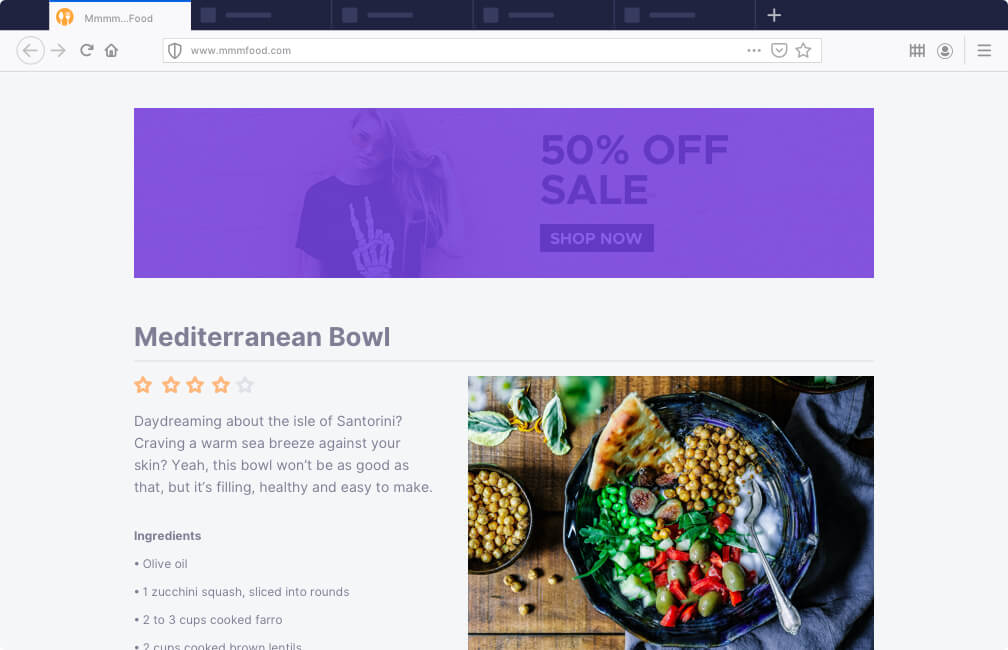 Mmmm...Food
www.mmmfood.com
50% OFF
SALE
SHOP NOW
Mediterranean Bowl
Daydreaming about the isle of Santorini?
Craving a warm sea breeze against your
skin? Yeah, this bowl won’t be as good as
that, but it’s filling, healthy and easy to make.
Ingredients
• Olive oil
• 1 zucchini squash, sliced into rounds
• 2 to 3 cups cooked farro
• 2 cups cooked brown lentils